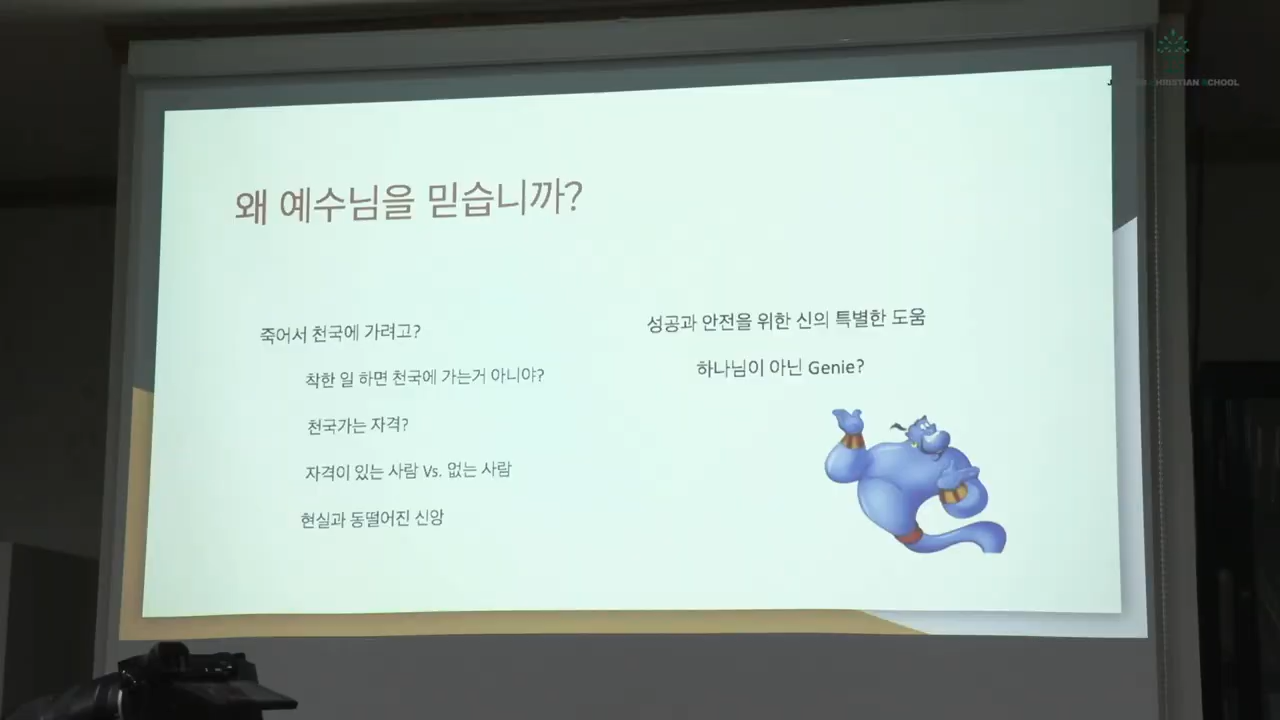 왜 예수님을 믿습니까?
죽어서 천국에 가려고?
착한 일 하면 천국에 가는거 아니야?
천국가는 자격?
자격이 있는 사람 Vs. 없는 사람
현실과 동떨어진 신앙
성공과 안전을 위한 신의 특별한 도움
하나님이 아닌 Genie?
CHRISTIAN SCHOOL